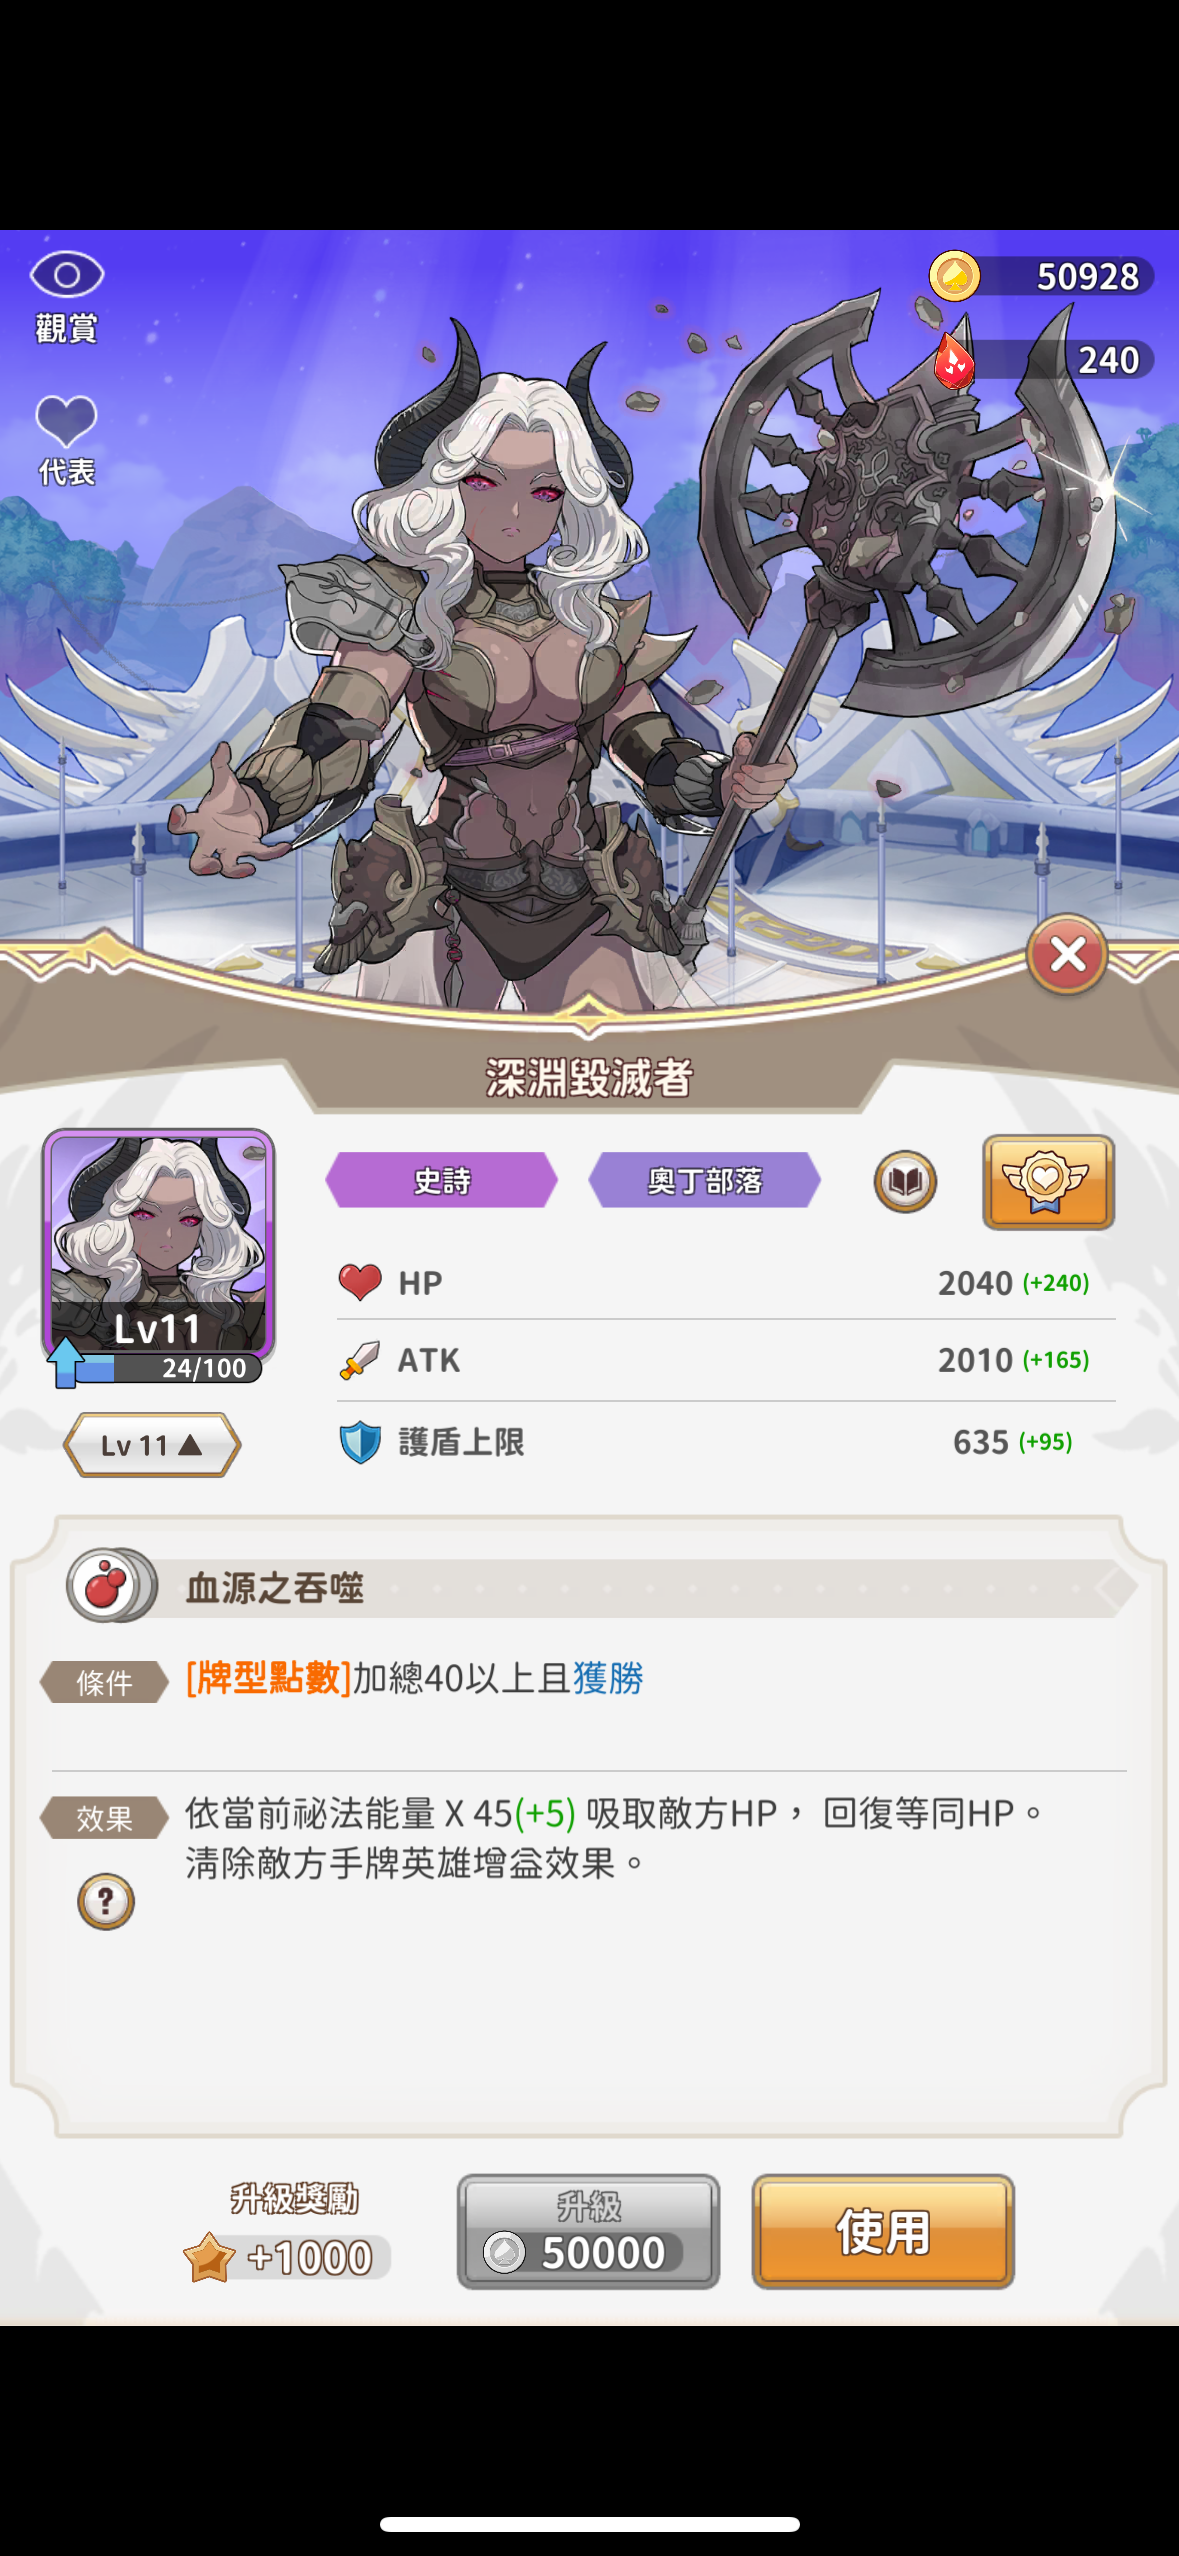 觀賞
50928
240
代表
深淵毀滅者
史詩
奧丁部落
Lv11
24/100
Lv 11 ▲
HP
2040 (+240)
ATK
2010 (+165)
護盾上限
635 (+95)
血源之吞噬
條件
[牌型點數]加總40以上且獲勝
效果
依當前祕法能量 X 45(+5) 吸取敵方HP， 回復等同HP。
清除敵方手牌英雄增益效果。
?
升級獎勵
+1000
升級
50000
使用